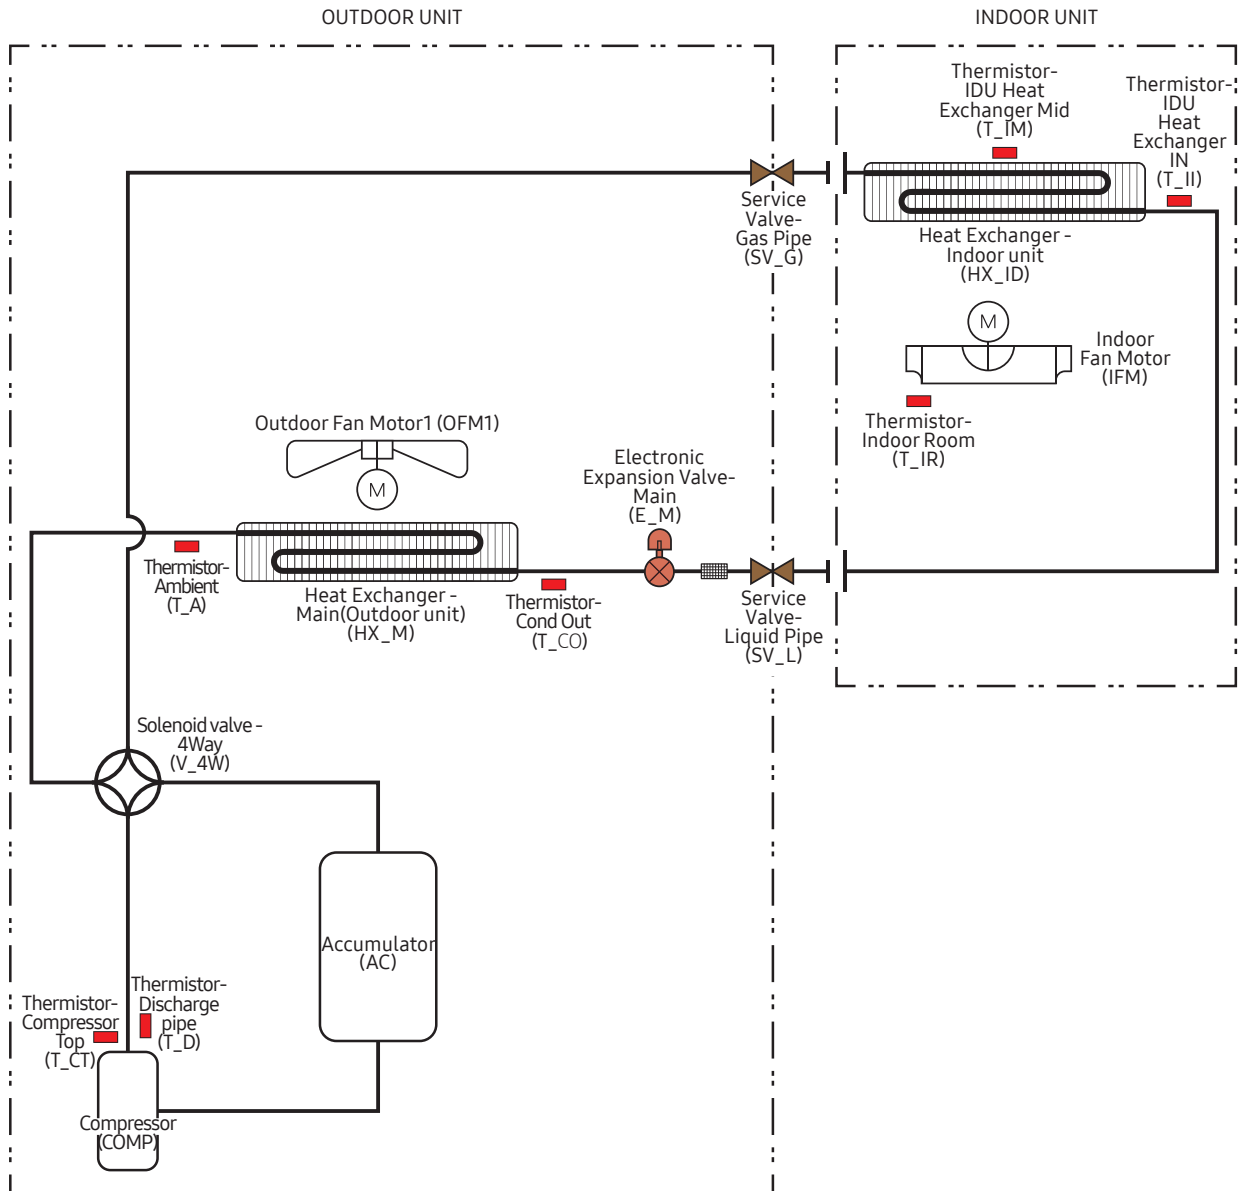 OUTDOOR UNIT
INDOOR UNIT
Thermistor-
IDU Heat
Exchanger Mid
(T_IM)
Thermistor-
IDU
Heat
Exchanger
IN
(T_II)
Service
Valve-
Gas Pipe
(SV_G)
Heat Exchanger -
Indoor unit
(HX_ID)
M
Indoor
Fan Motor
(IFM)
Thermistor-
Indoor Room
(T_IR)
Outdoor Fan Motor1 (OFM1)
M
Electronic
Expansion Valve-
Main
(E_M)
Thermistor-
Ambient
(T_A)
Heat Exchanger -
Main(Outdoor unit)
(HX_M)
Thermistor-
Cond Out
(T_CO)
Service
Valve-
Liquid Pipe
(SV_L)
Solenoid valve -
4Way
(V_4W)
Accumulator
(AC)
Thermistor-
Compressor
Top
(T_CT)
Thermistor-
Discharge
pipe
(T_D)
Compressor
(COMP)